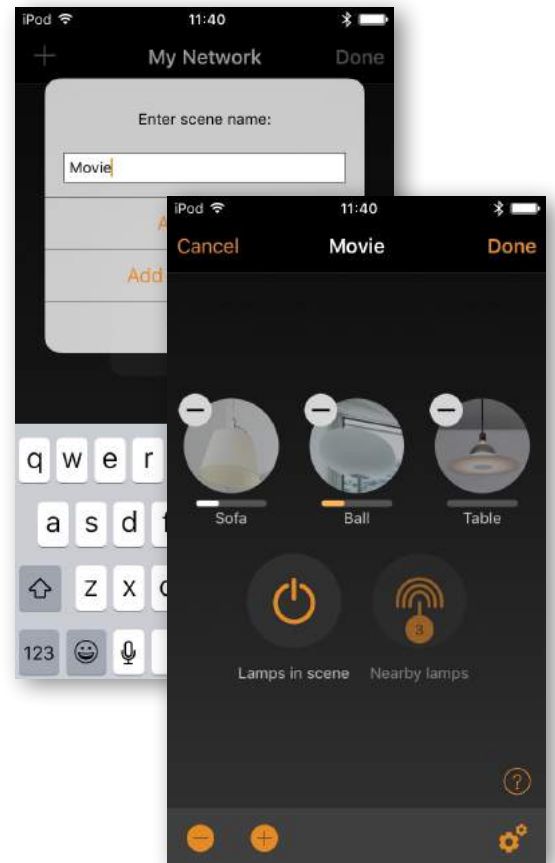 iPod 11:40
My Network Done
Enter scene name:
Movie
Add
q w e r
a s d
z x
123
iPod 11:40
Cancel Movie Done
Sofa Ball Table
3
Lamps in scene Nearby lamps
?